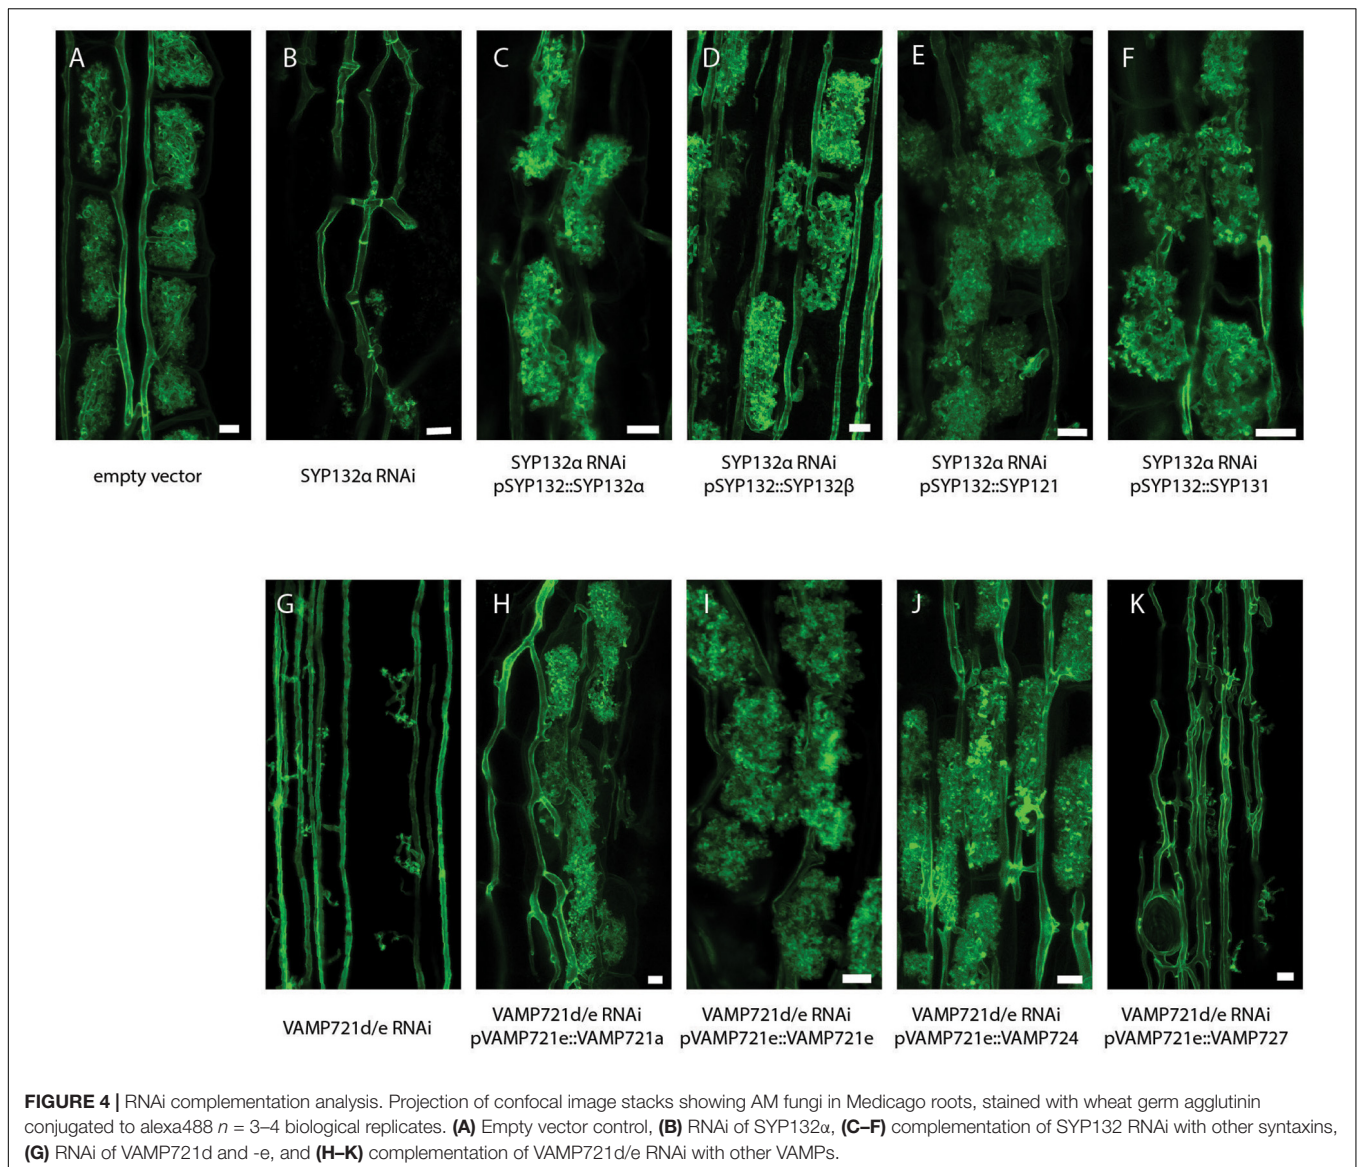 A
B
C
D
E
F
empty vector
SYP132α RNAi
SYP132α RNAi
pSYP132::SYP132α
SYP132α RNAi
pSYP132::SYP132β
SYP132α RNAi
pSYP132::SYP121
SYP132α RNAi
pSYP132::SYP131
G
H
I
J
K
VAMP721d/e RNAi
VAMP721d/e RNAi
pVAMP721e::VAMP721a
VAMP721d/e RNAi
pVAMP721e::VAMP721e
VAMP721d/e RNAi
pVAMP721e::VAMP724
VAMP721d/e RNAi
pVAMP721e::VAMP727
FIGURE 4 | RNAi complementation analysis. Projection of confocal image stacks showing AM fungi in Medicago roots, stained with wheat germ agglutinin
conjugated to alexa488 n = 3–4 biological replicates. (A) Empty vector control, (B) RNAi of SYP132α, (C–F) complementation of SYP132 RNAi with other syntaxins,
(G) RNAi of VAMP721d and -e, and (H–K) complementation of VAMP721d/e RNAi with other VAMPs.